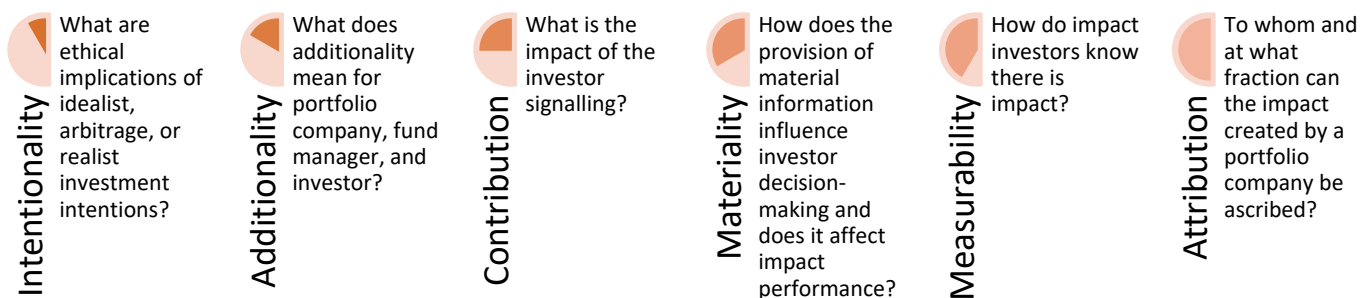 Intentionality
What are
ethical
implications of
idealist,
arbitrage, or
realist
investment
intentions?
Additionality
What does
additionality
mean for
portfolio
company, fund
manager, and
investor?
Contribution
What is the
impact of the
investor
signalling?
Materiality
How does the
provision of
material
information
influence
investor
decision-
making and
does it affect
impact
performance?
Measurability
How do impact
investors know
there is
impact?
Attribution
To whom and
at what
fraction can
the impact
created by a
portfolio
company be
ascribed?